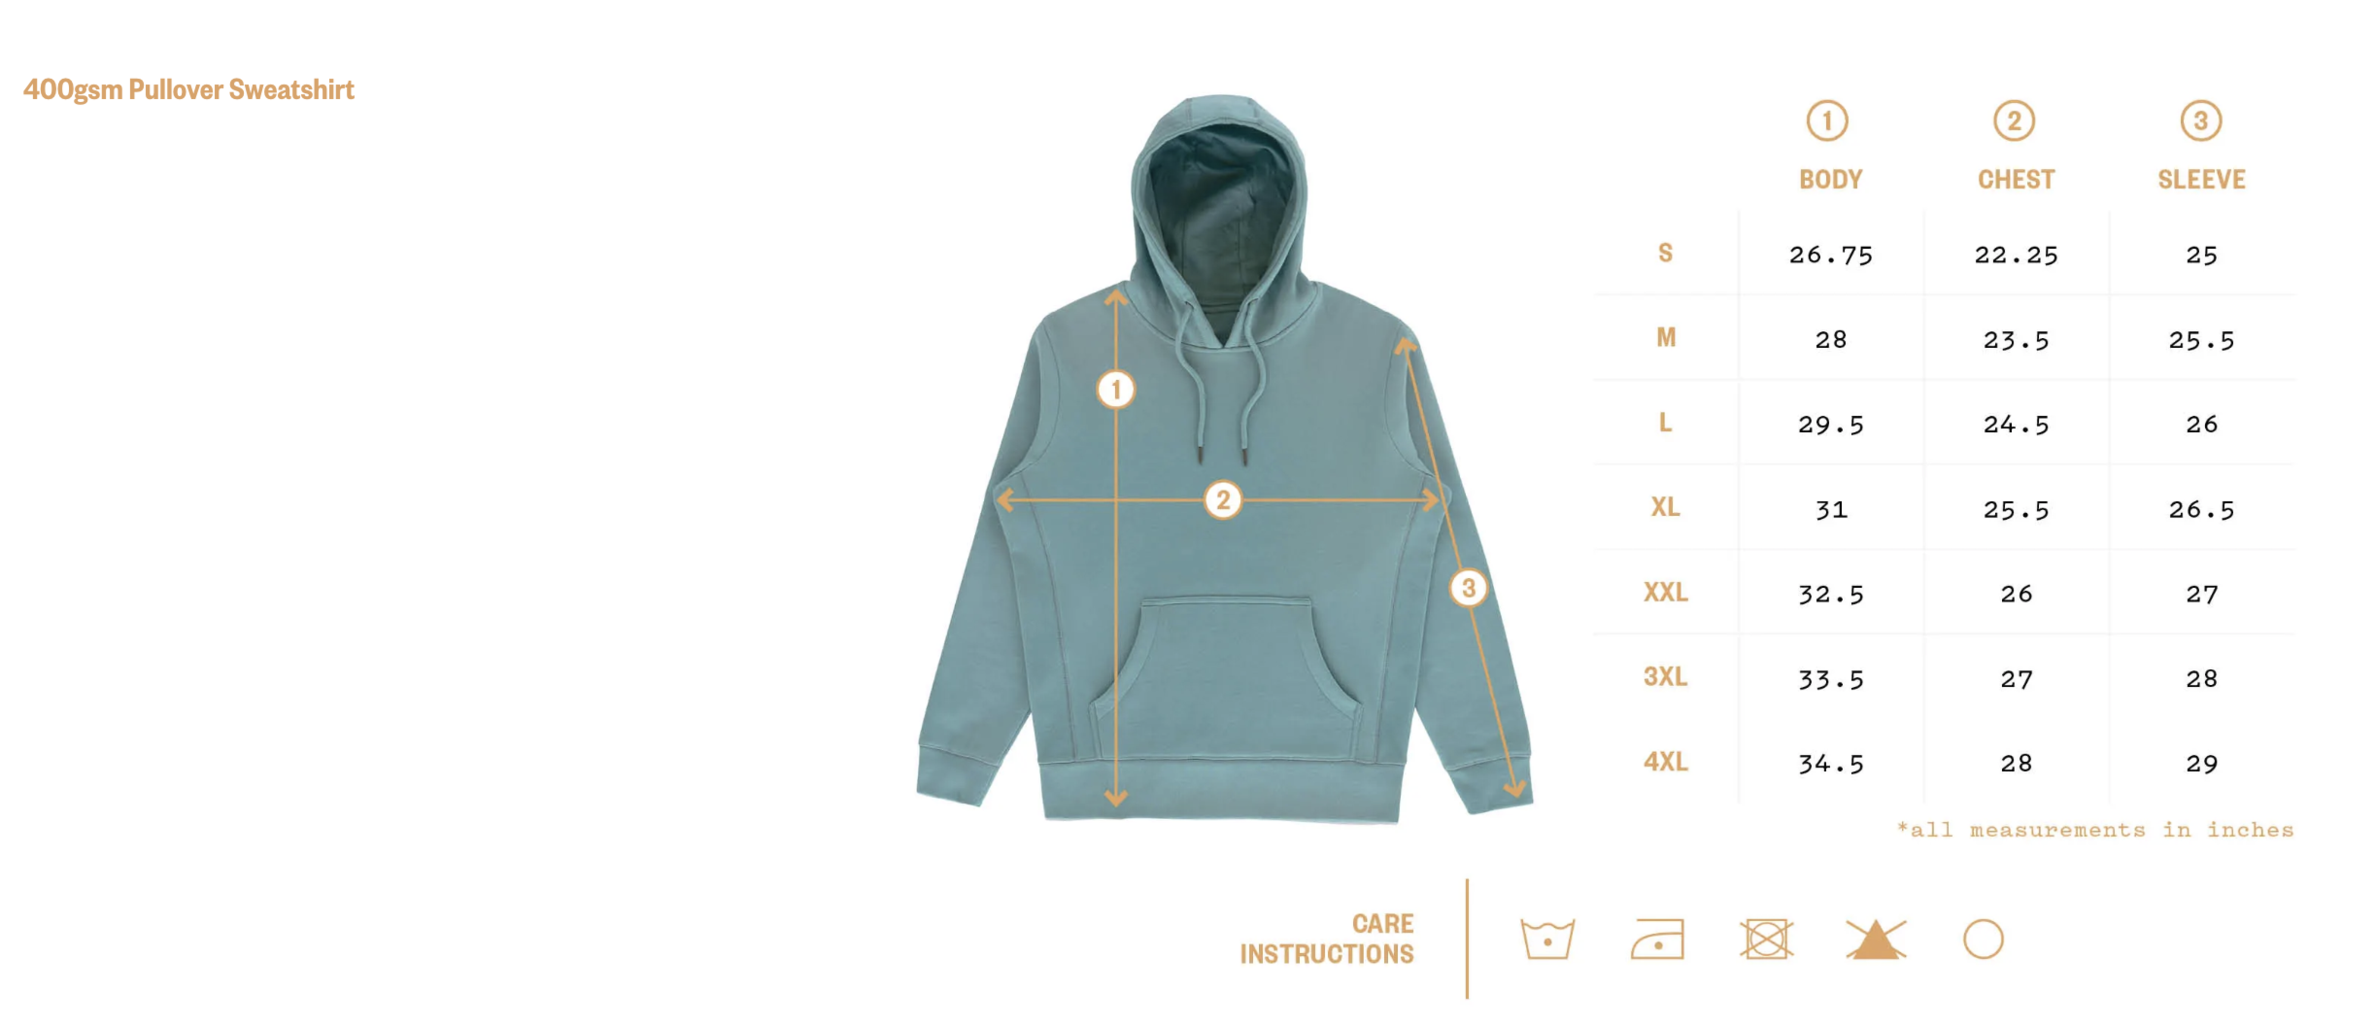 400gsm Pullover Sweatshirt
1 2 3
BODY CHEST SLEEVE
S 26.75 22.25 25
M 28 23.5 25.5
L 29.5 24.5 26
XL 31 25.5 26.5
XXL 32.5 26 27
3XL 33.5 27 28
4XL 34.5 28 29
*all measurements in inches
1
2
3
CARE
INSTRUCTIONS